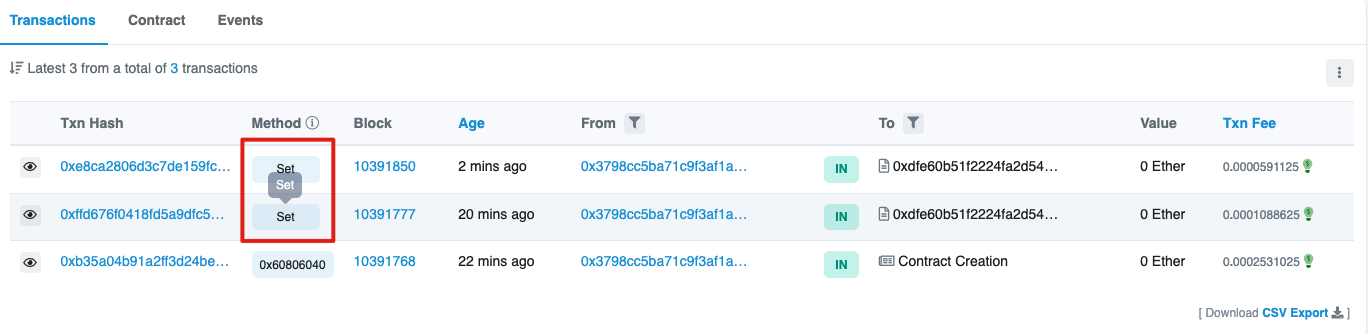 Transactions Contract Events
Latest 3 from a total of 3 transactions
Txn Hash Method Block Age From To Value Txn Fee
0xe8ca2806d3c7de159fc... Set 10391850 2 mins ago 0x3798cc5ba71c9f3af1a... IN 0xdfe60b51f2224fa2d54... 0 Ether 0.0000591125
Set
0xffd676f0418fd5a9dfc5... Set 10391777 20 mins ago 0x3798cc5ba71c9f3af1a... IN 0xdfe60b51f2224fa2d54... 0 Ether 0.0001088625
0xb35a04b91a2ff3d24be... 0x60806040 10391768 22 mins ago 0x3798cc5ba71c9f3af1a... IN Contract Creation 0 Ether 0.0002531025
[ Download CSV Export ]